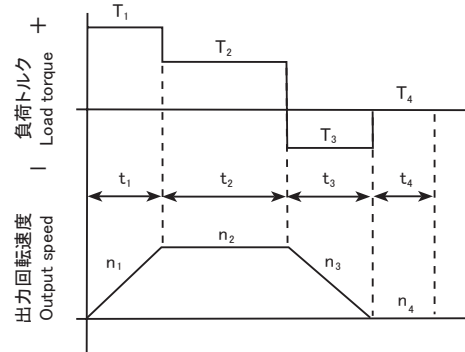 負荷トルク
Load torque
+
−
T₁
T₂
T₃
T₄
t₁
t₂
t₃
t₄
出力回転速度
Output speed
n₁
n₂
n₃
n₄